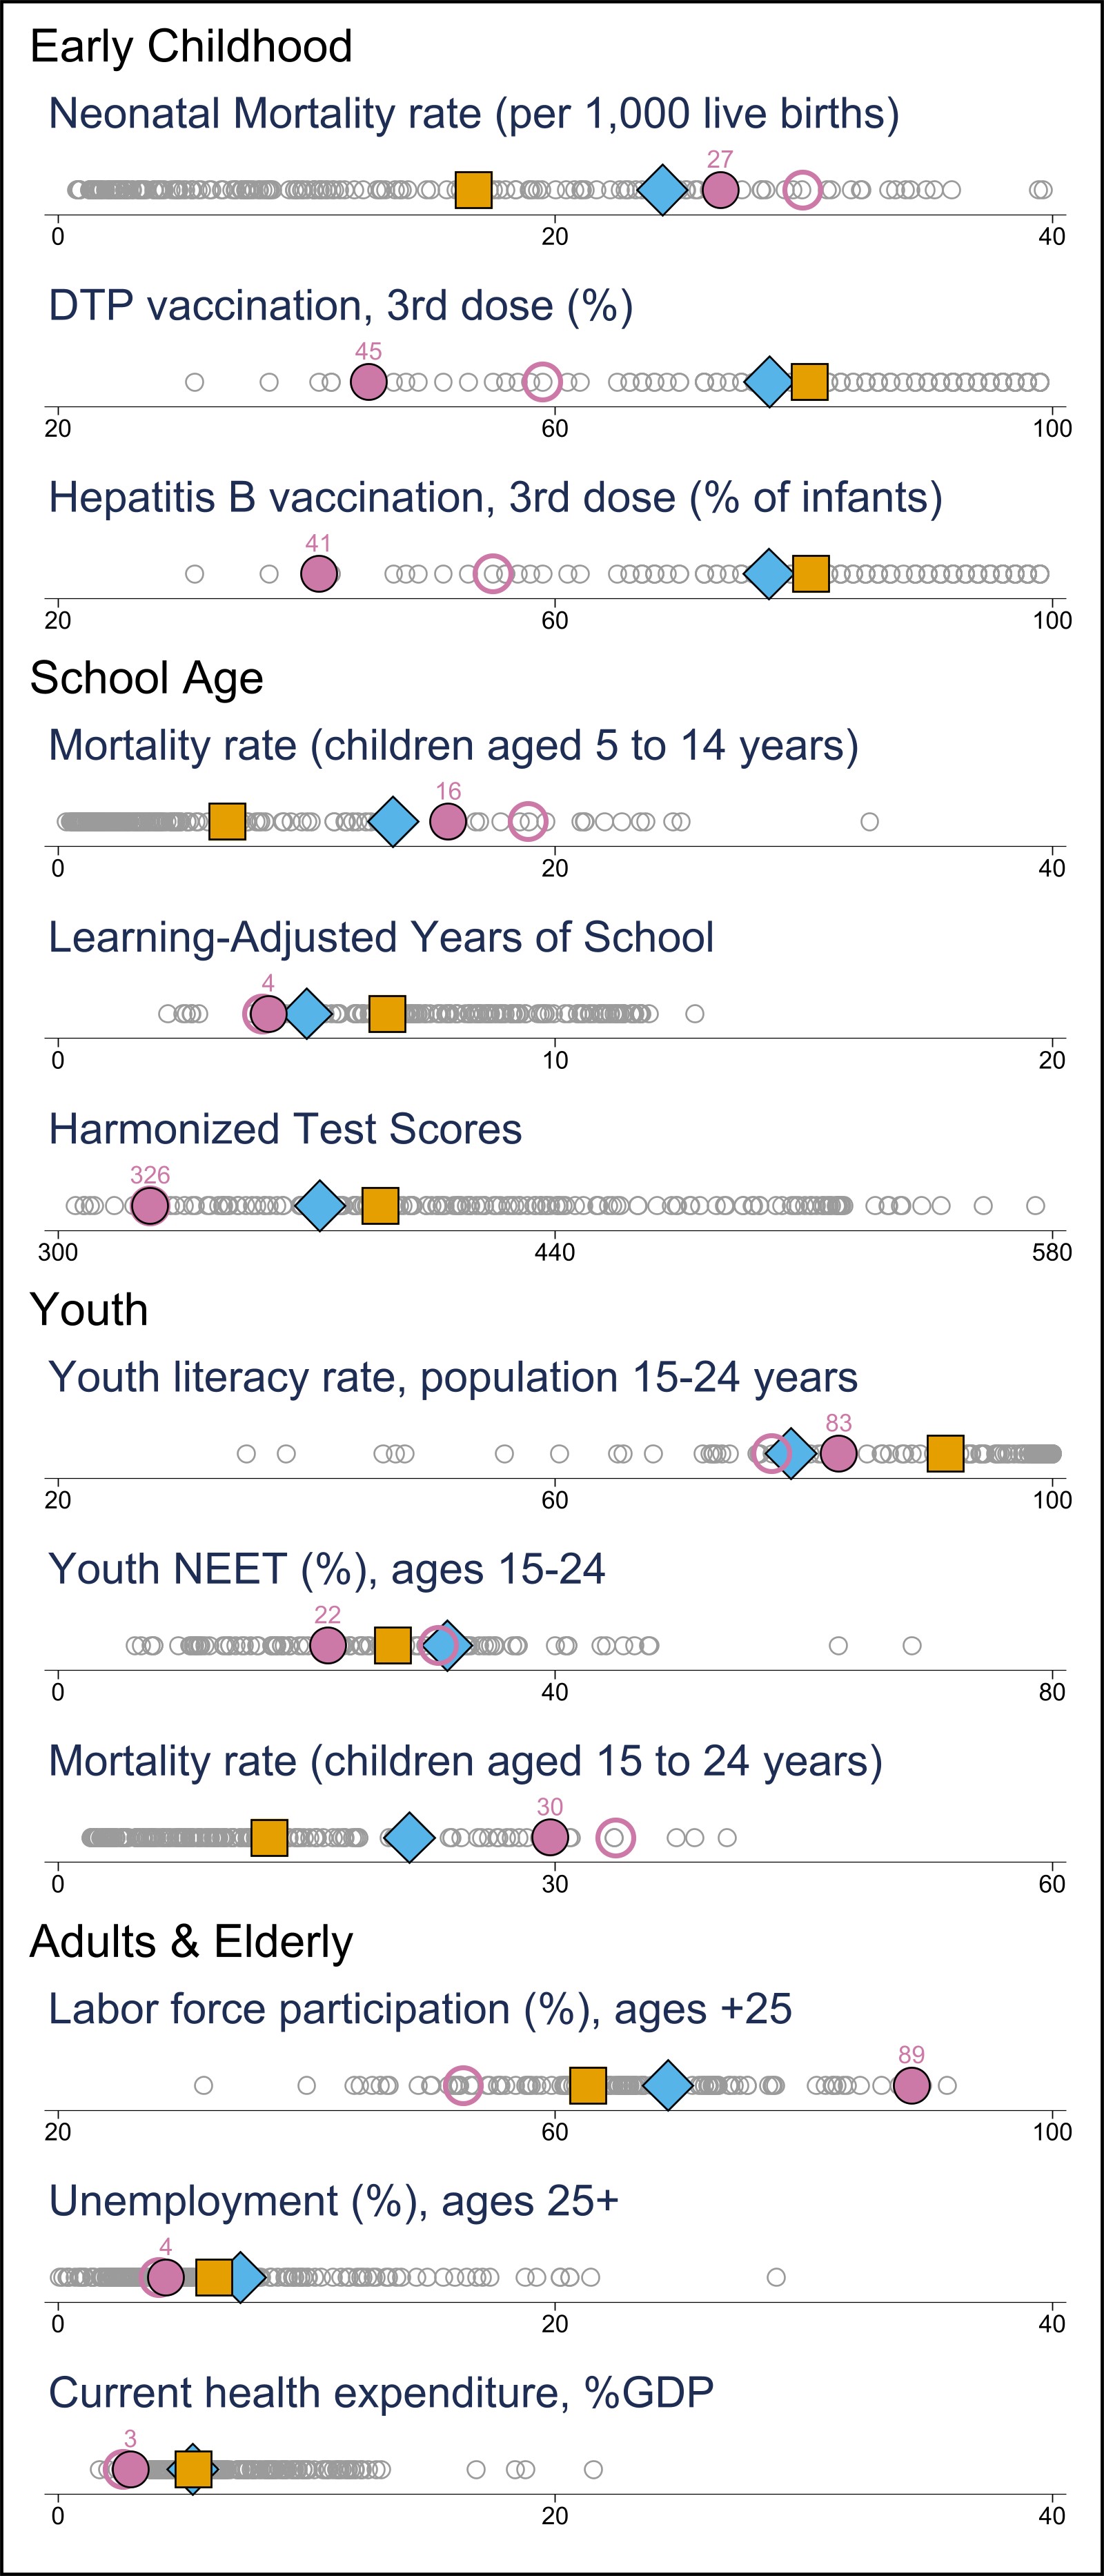 Early Childhood
Neonatal Mortality rate (per 1,000 live births)
27
0 20 40
DTP vaccination, 3rd dose (%)
45
20 60 100
Hepatitis B vaccination, 3rd dose (% of infants)
41
20 60 100
School Age
Mortality rate (children aged 5 to 14 years)
16
0 20 40
Learning-Adjusted Years of School
4
0 10 20
Harmonized Test Scores
326
300 440 580
Youth
Youth literacy rate, population 15-24 years
83
20 60 100
Youth NEET (%), ages 15-24
22
0 40 80
Mortality rate (children aged 15 to 24 years)
30
0 30 60
Adults & Elderly
Labor force participation (%), ages +25
89
20 60 100
Unemployment (%), ages 25+
4
0 20 40
Current health expenditure, %GDP
3
0 20 40